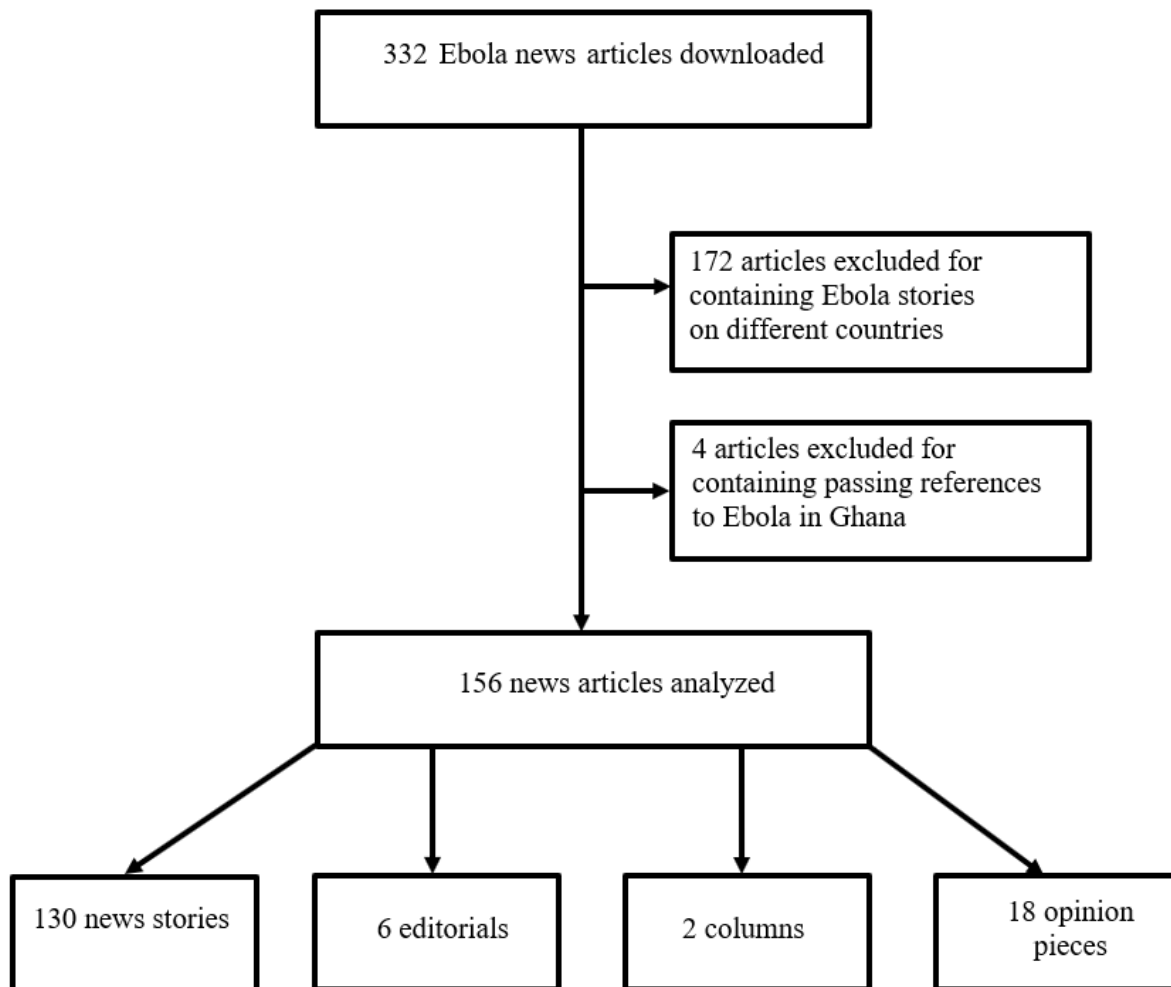 332 Ebola news articles downloaded
172 articles excluded for
containing Ebola stories
on different countries
4 articles excluded for
containing passing references
to Ebola in Ghana
156 news articles analyzed
130 news stories
6 editorials
2 columns
18 opinion
pieces